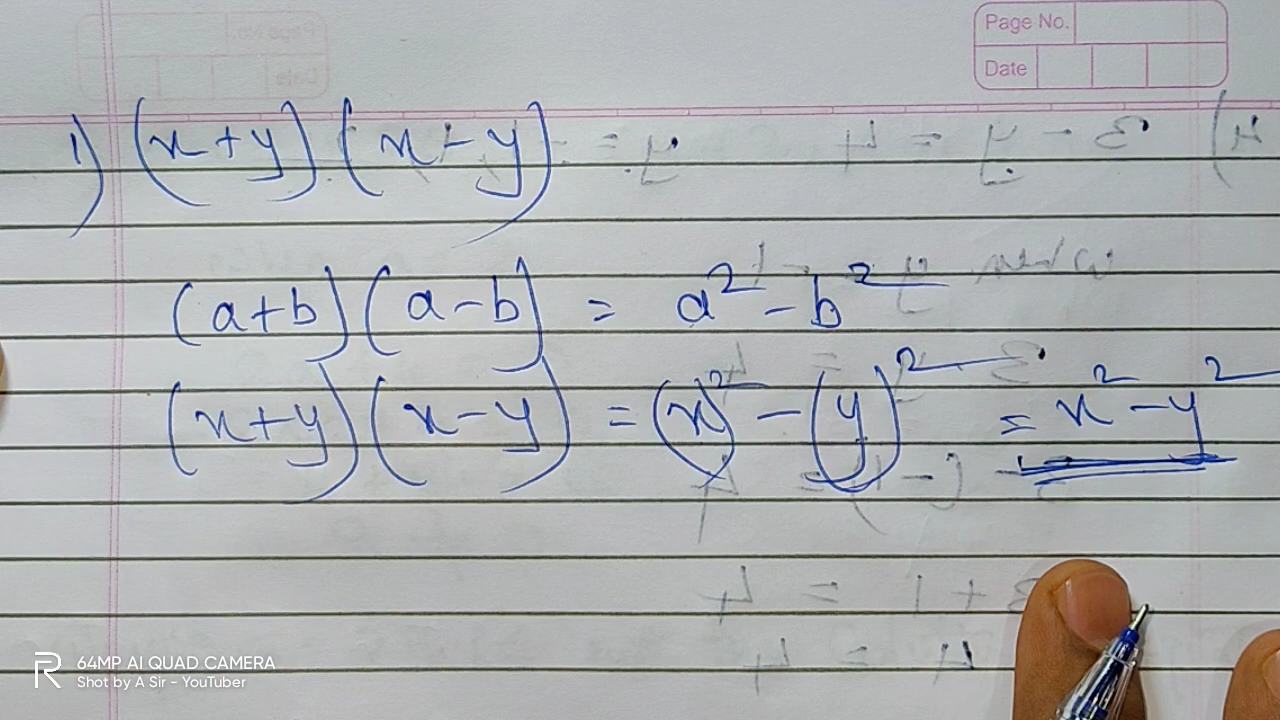 Page No.
Date
1) (x+y) (x-y)
(a+b) (a-b) = a² - b²
(x+y) (x-y) = (x)² - (y)² = x² - y²
64MP AI QUAD CAMERA
Shot by A Sir - YouTuber